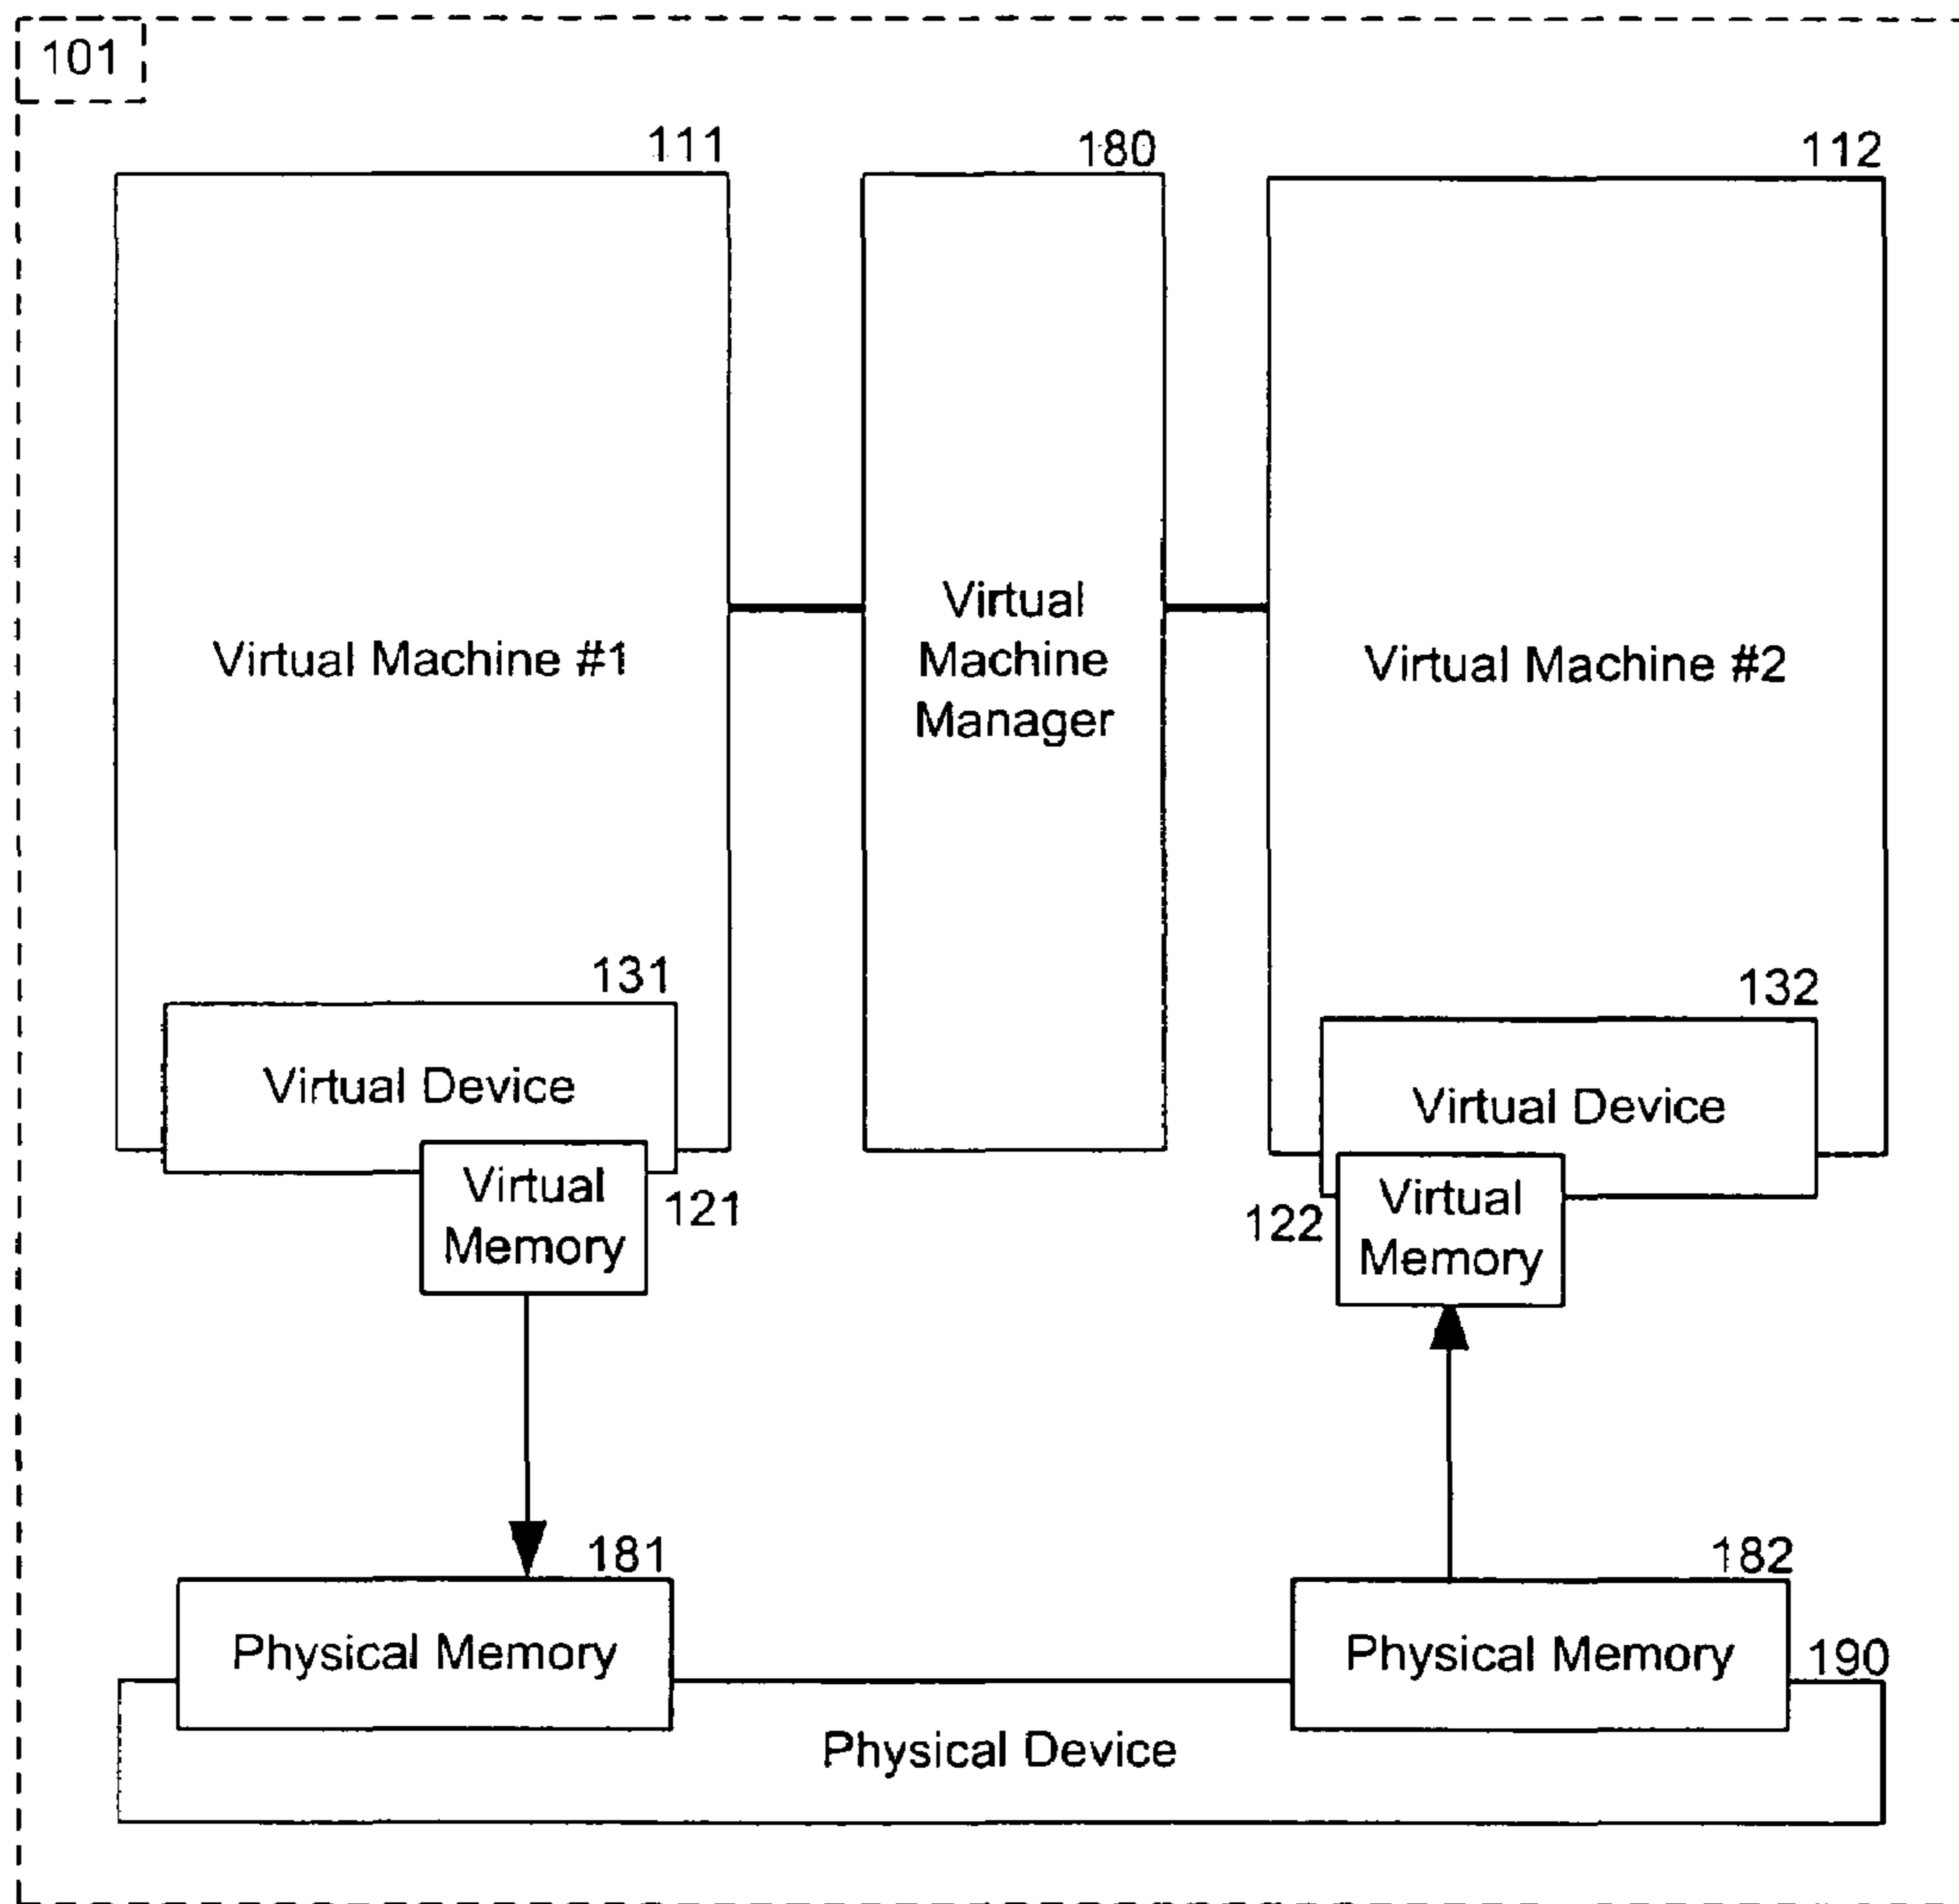 101
111
180
112
Virtual Machine #1
Virtual
Machine
Manager
Virtual Machine #2
131
132
Virtual Device
Virtual Device
Virtual
Memory
121
122
Virtual
Memory
181
182
Physical Memory
Physical Memory
190
Physical Device